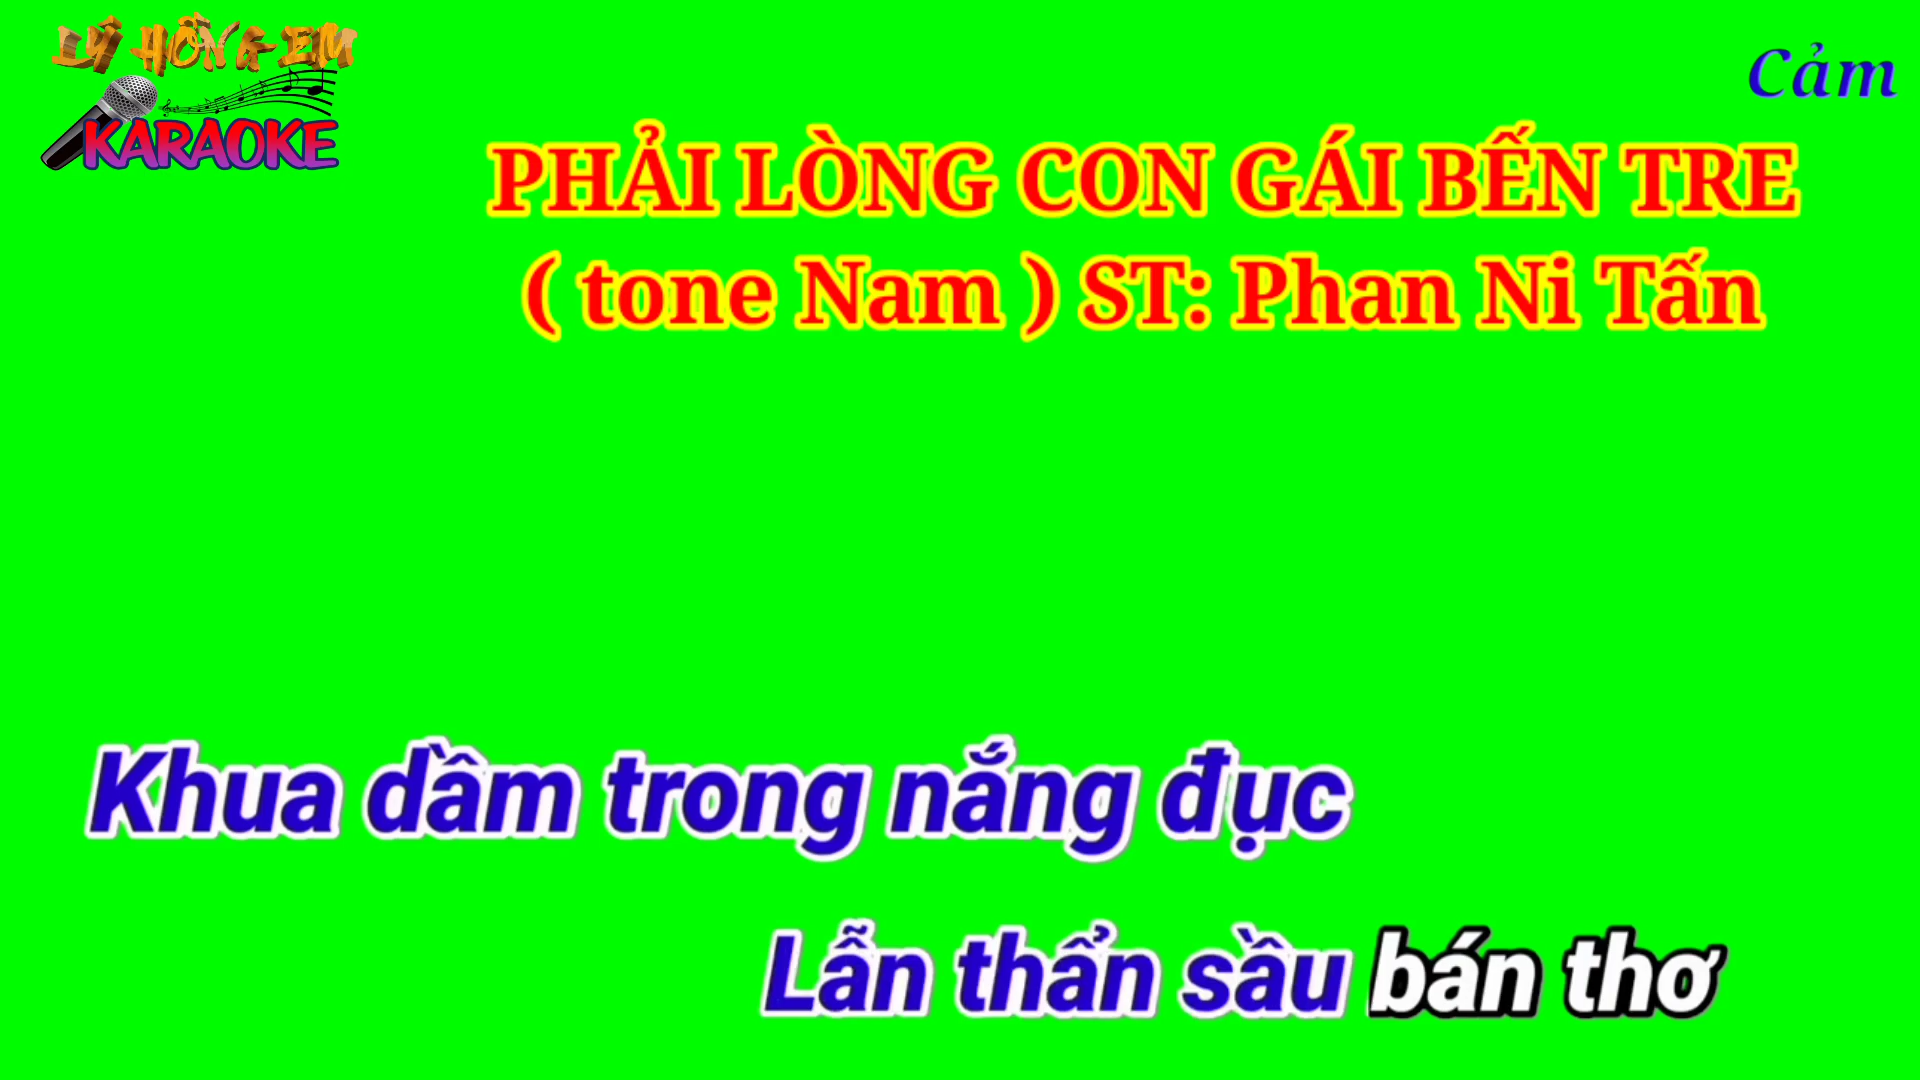 LÝ HỒNG EM
KARAOKE
Cảm
PHẢI LÒNG CON GÁI BẾN TRE
( tone Nam ) ST: Phan Ni Tấn
Khua dầm trong nắng đục
Lẫn thẩn sầu bán thơ